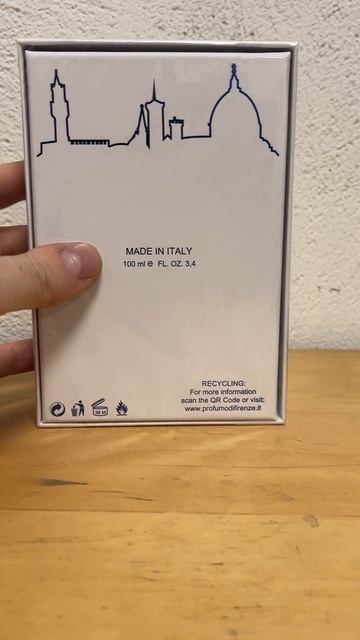 MADE IN ITALY
100 ml e FL. OZ. 3,4
RECYCLING:
For more information
scan the QR Code or visit:
www.profumodifirenze.it
36 M